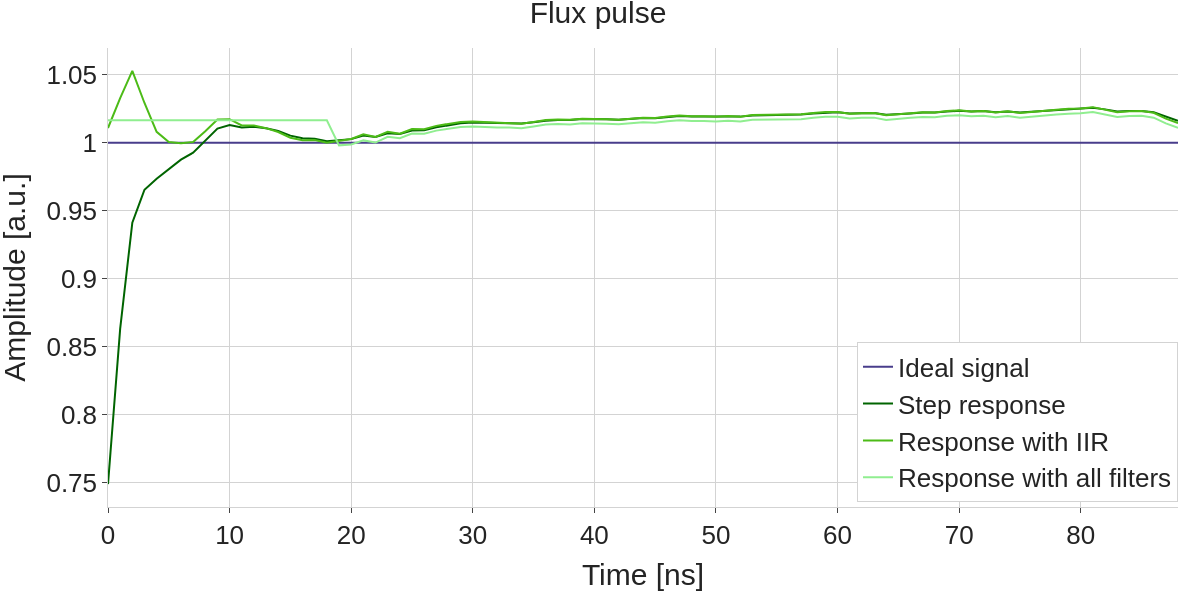 Flux pulse
Amplitude [a.u.]
1.05
1
0.95
0.9
0.85
0.8
0.75
0 10 20 30 40 50 60 70 80
Time [ns]
Ideal signal
Step response
Response with IIR
Response with all filters